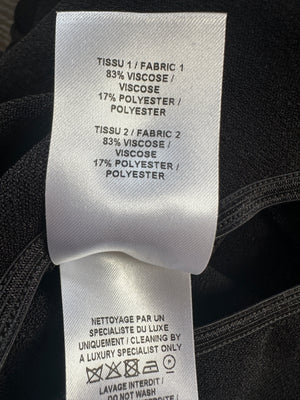 TISSU 1 / FABRIC 1
83% VISCOSE /
VISCOSE
17% POLYESTER /
POLYESTER
TISSU 2 / FABRIC 2
83% VISCOSE /
VISCOSE
17% POLYESTER /
POLYESTER
NETTOYAGE PAR UN
SPECIALISTE DU LUXE
UNIQUEMENT / CLEANING BY
A LUXURY SPECIALIST ONLY
LAVAGE INTERDIT /
DO NOT WASH